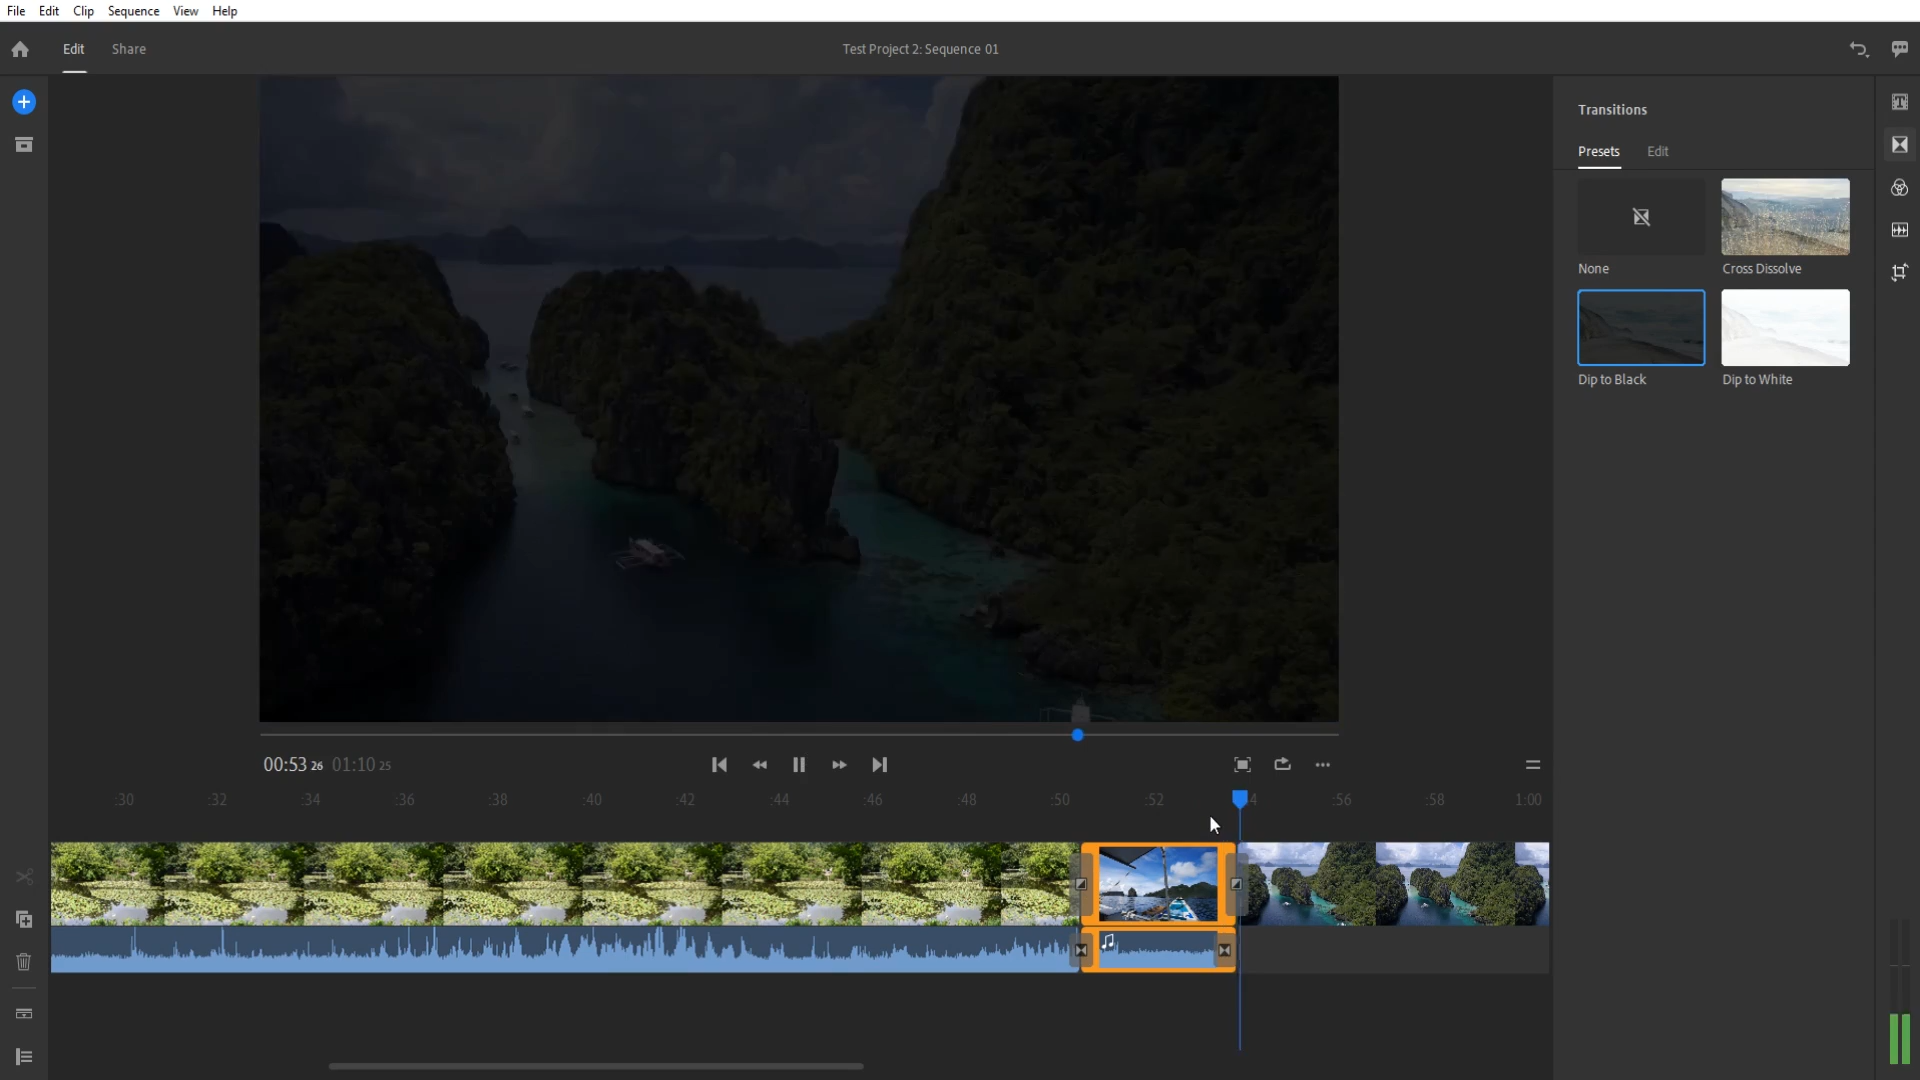 File Edit Clip Sequence View Help
Edit Share Test Project 2: Sequence 01
Transitions
Presets Edit
None Cross Dissolve
Dip to Black Dip to White
00:53 26 01:10 25
:30 :32 :34 :36 :38 :40 :42 :44 :46 :48 :50 :52 4 :56 :58 1:00